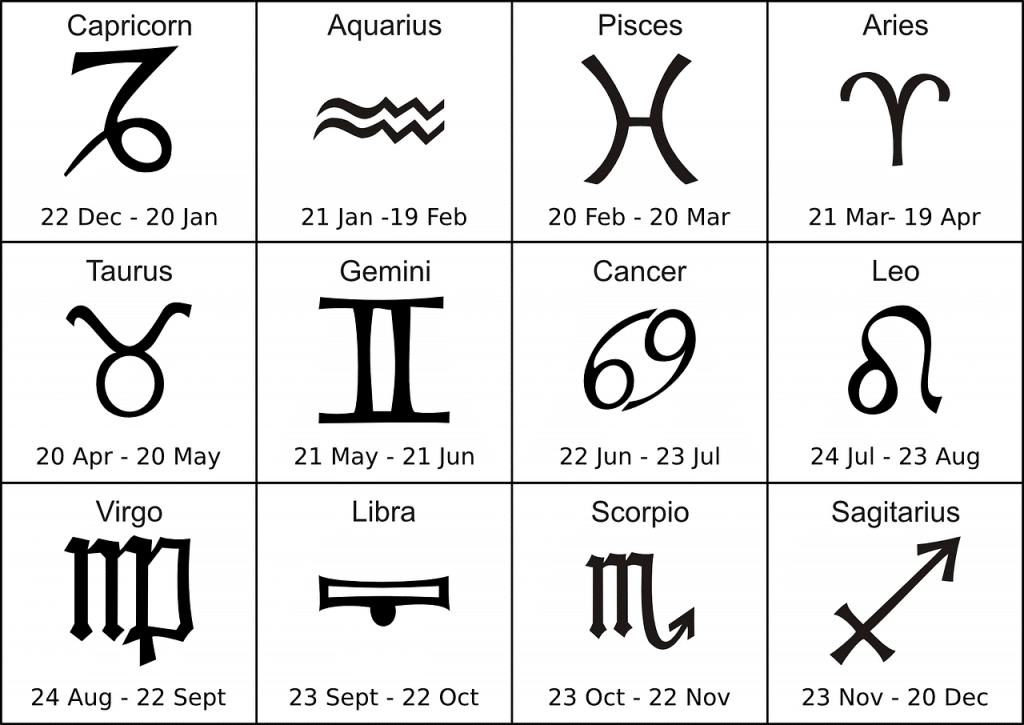 Capricorn
Aquarius
Pisces
Aries
22 Dec - 20 Jan
21 Jan -19 Feb
20 Feb - 20 Mar
21 Mar- 19 Apr
Taurus
Gemini
Cancer
Leo
20 Apr - 20 May
21 May - 21 Jun
22 Jun - 23 Jul
24 Jul - 23 Aug
Virgo
Libra
Scorpio
Sagitarius
24 Aug - 22 Sept
23 Sept - 22 Oct
23 Oct - 22 Nov
23 Nov - 20 Dec